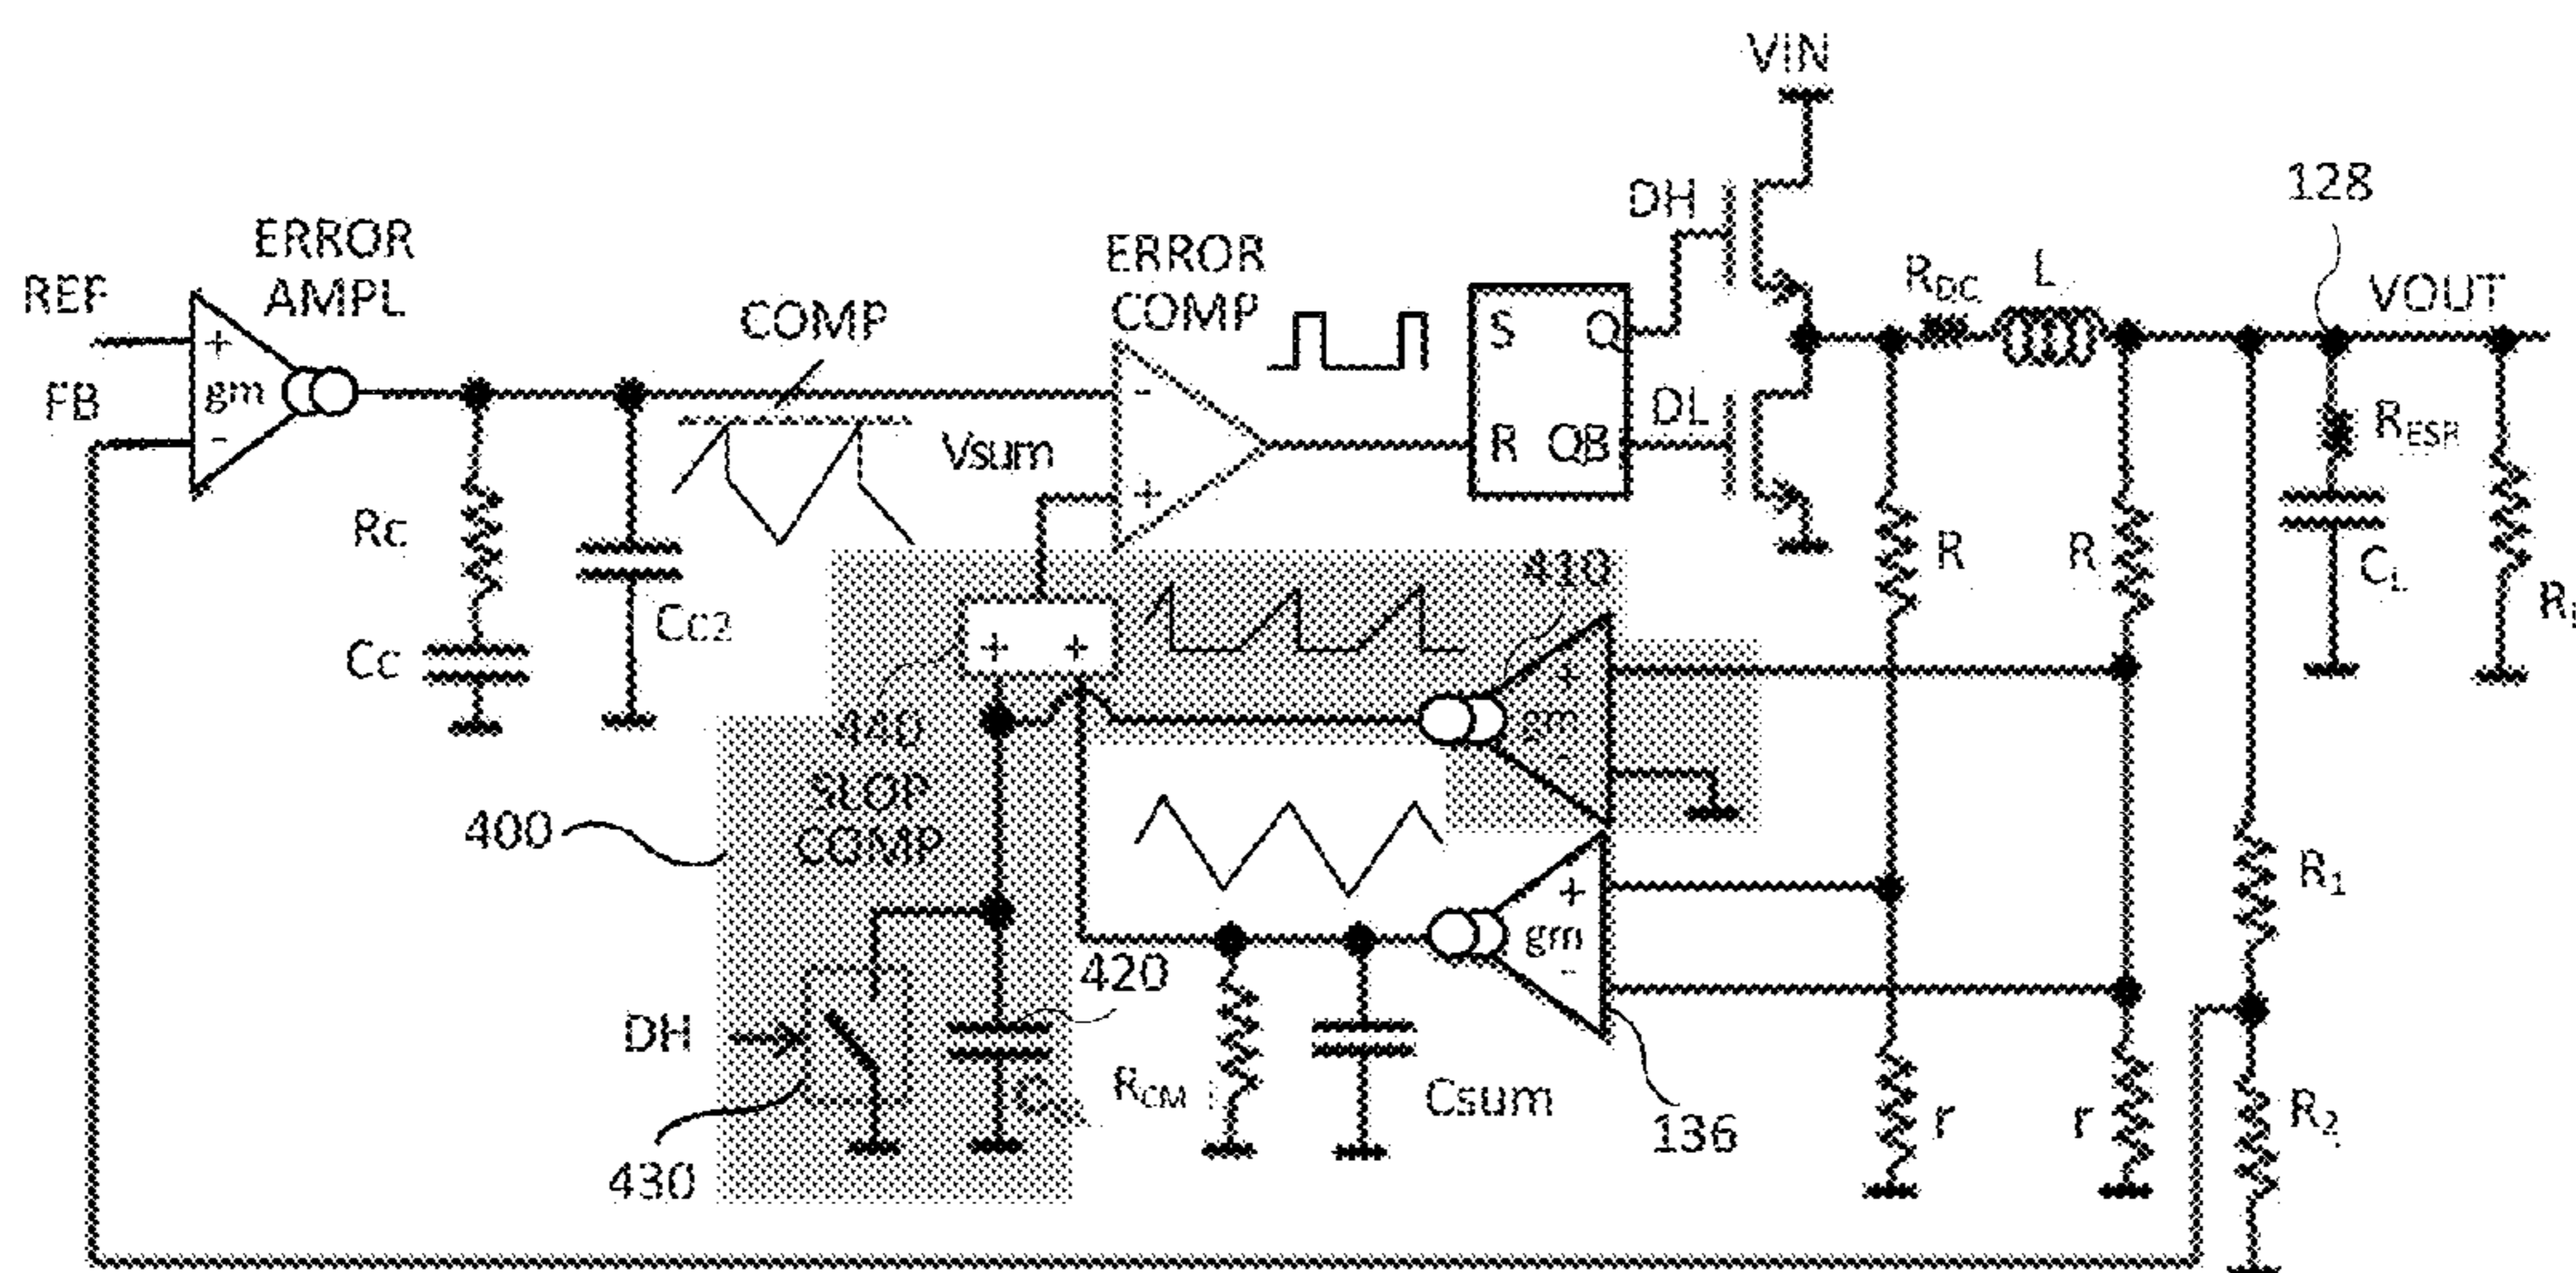 VIN
128
DH
ERROR
AMPL
ERROR
COMP
REF
COMP
S
Q
RDC
L
VOUT
FB
gm
+
-
-
Vsum
+
R
QB
DL
RESR
Rc
Cc2
Cc
410
R
R
CL
+
+
440
+
gm
-
SLOP
COMP
400
R1
+
gm
-
420
DH
RCM
Csum
136
r
r
R2
430